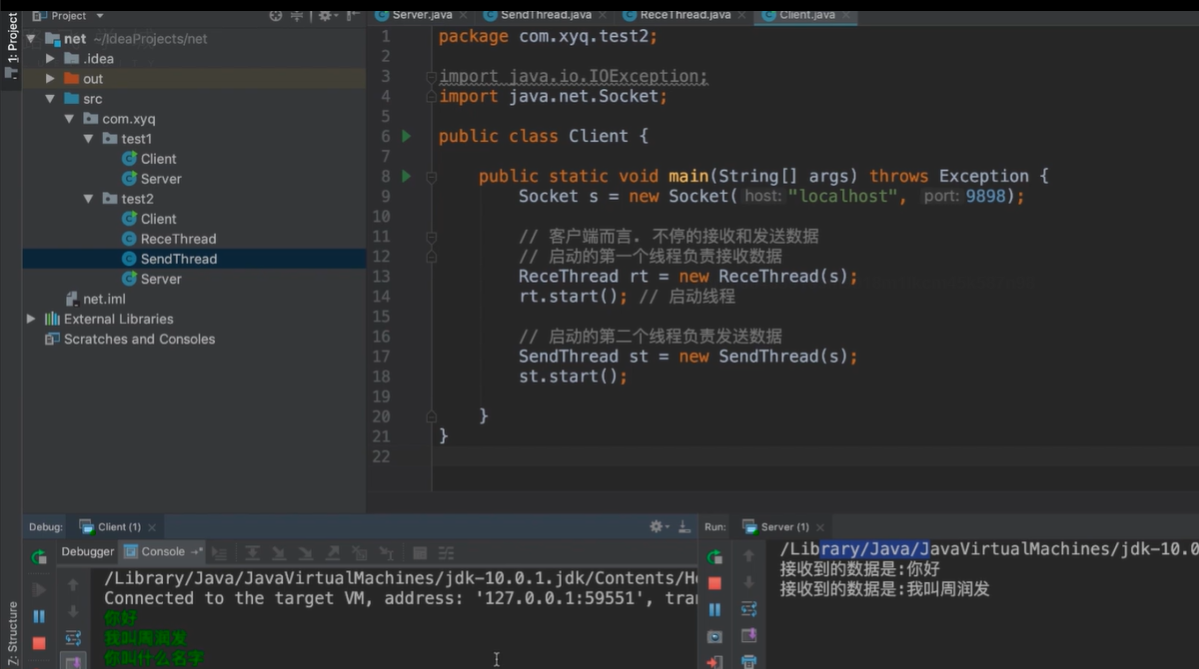 1: Project
Project
Server.java
SendThread.java
ReceThread.java
Client.java
net ~/IdeaProjects/net
.idea
out
src
com.xyq
test1
Client
Server
test2
Client
ReceThread
SendThread
Server
net.iml
External Libraries
Scratches and Consoles
1 package com.xyq.test2;
2
3 import java.io.IOException;
4 import java.net.Socket;
5
6 public class Client {
7
8 public static void main(String[] args) throws Exception {
9 Socket s = new Socket( host: "localhost", port: 9898);
10
11 // 客户端而言. 不停的接收和发送数据
12 // 启动的第一个线程负责接收数据
13 ReceThread rt = new ReceThread(s);
14 rt.start(); // 启动线程
15
16 // 启动的第二个线程负责发送数据
17 SendThread st = new SendThread(s);
18 st.start();
19
20 }
21 }
22
Z: Structure
Debug: Client (1)
Debugger Console
/Library/Java/JavaVirtualMachines/jdk-10.0.1.jdk/Contents/Ho
Connected to the target VM, address: '127.0.0.1:59551', tran
你好
我叫周润发
你叫什么名字
Run: Server (1)
/Library/Java/JavaVirtualMachines/jdk-10.0
接收到的数据是:你好
接收到的数据是:我叫周润发